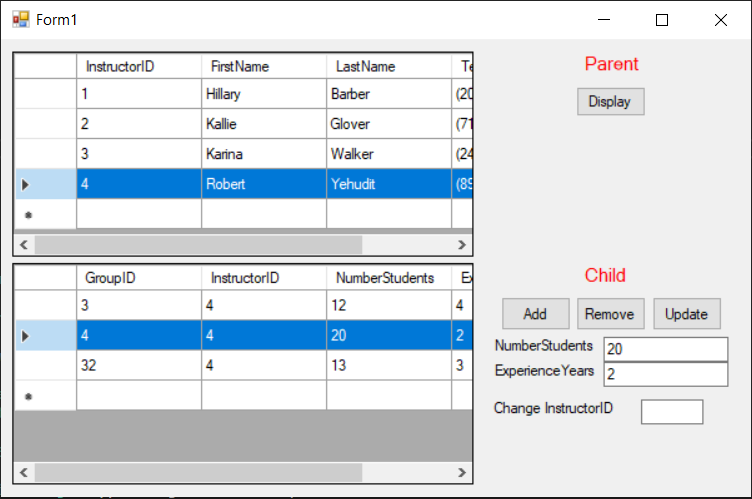 Form1
InstructorID FirstName LastName Te
1 Hillary Barber (20
2 Kallie Glover (71
3 Karina Walker (24
4 Robert Yehudit (89
Parent
Display
GroupID InstructorID NumberStudents Ex
3 4 12 4
4 4 20 2
32 4 13 3
Child
Add Remove Update
NumberStudents 20
ExperienceYears 2
Change InstructorID